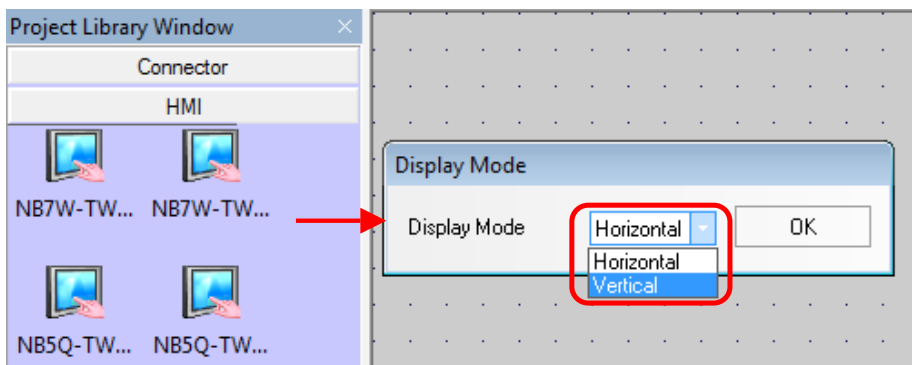 Project Library Window
Connector
HMI
NB7W-TW... NB7W-TW...
NB5Q-TW... NB5Q-TW...
Display Mode
Display Mode Horizontal OK
Horizontal
Vertical